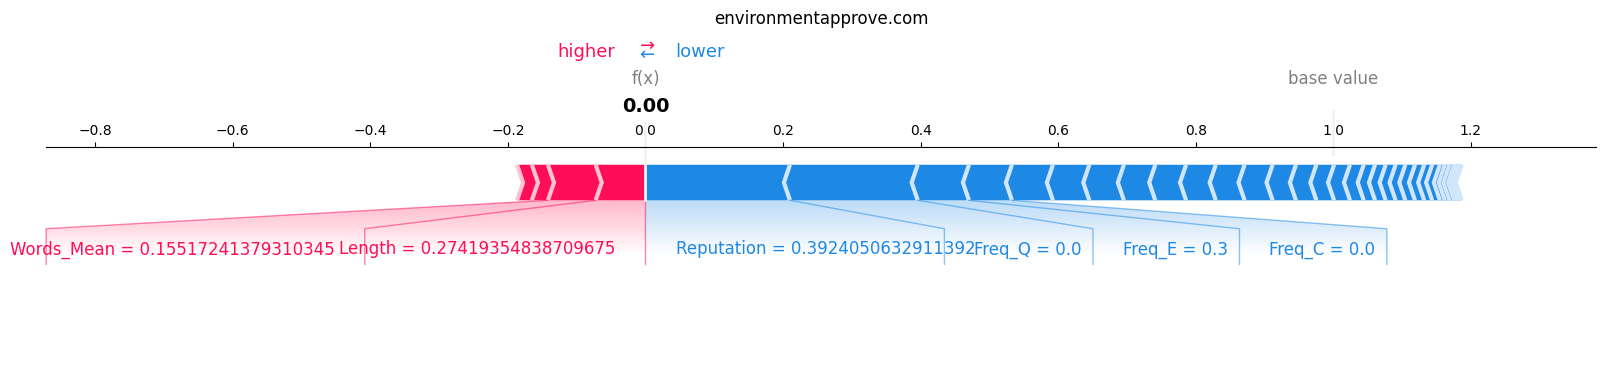 environmentapprove.com
higher ⇄ lower
f(x) base value
0.00
−0.8 −0.6 −0.4 −0.2 0.0 0.2 0.4 0.6 0.8 1.0 1.2
Words_Mean = 0.15517241379310345 Length = 0.27419354838709675 Reputation = 0.3924050632911392 Freq_Q = 0.0 Freq_E = 0.3 Freq_C = 0.0